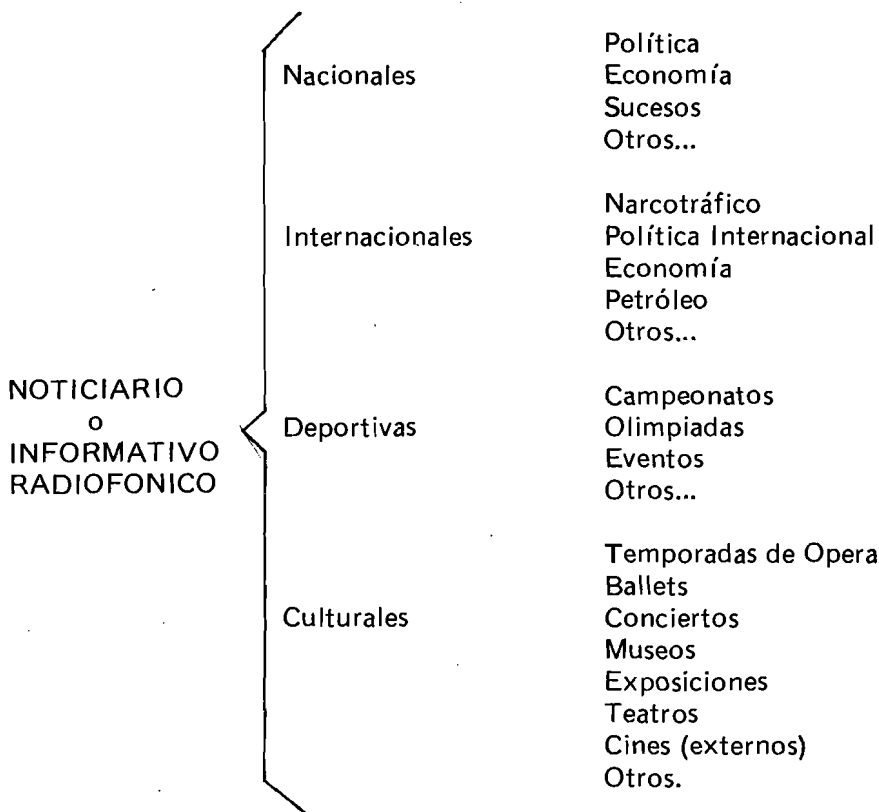 NOTICIARIO
o
INFORMATIVO
RADIOFONICO
Nacionales
Política
Economía
Sucesos
Otros...
Internacionales
Narcotráfico
Política Internacional
Economía
Petróleo
Otros...
Deportivas
Campeonatos
Olimpiadas
Eventos
Otros...
Culturales
Temporadas de Opera
Ballets
Conciertos
Museos
Exposiciones
Teatros
Cines (externos)
Otros.